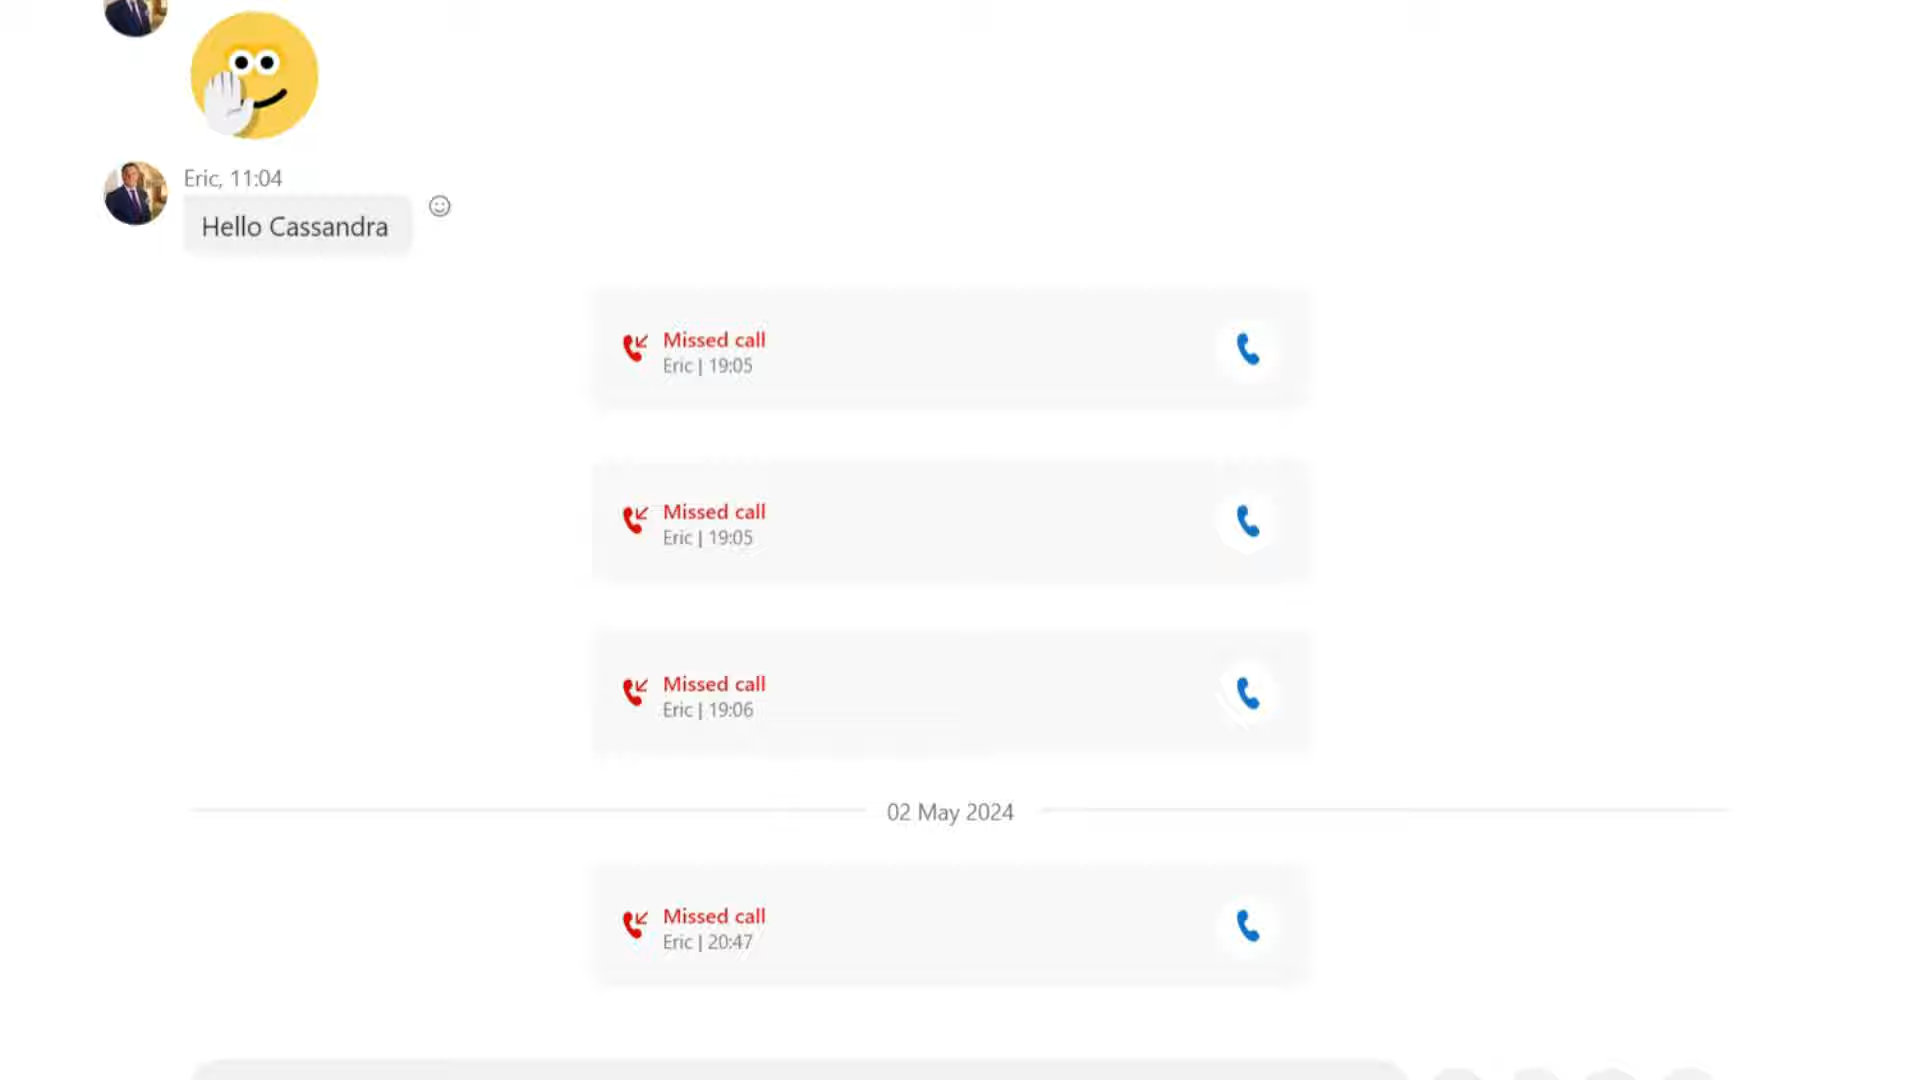 Eric, 11:04
Hello Cassandra
Missed call
Eric | 19:05
Missed call
Eric | 19:05
Missed call
Eric | 19:06
02 May 2024
Missed call
Eric | 20:47